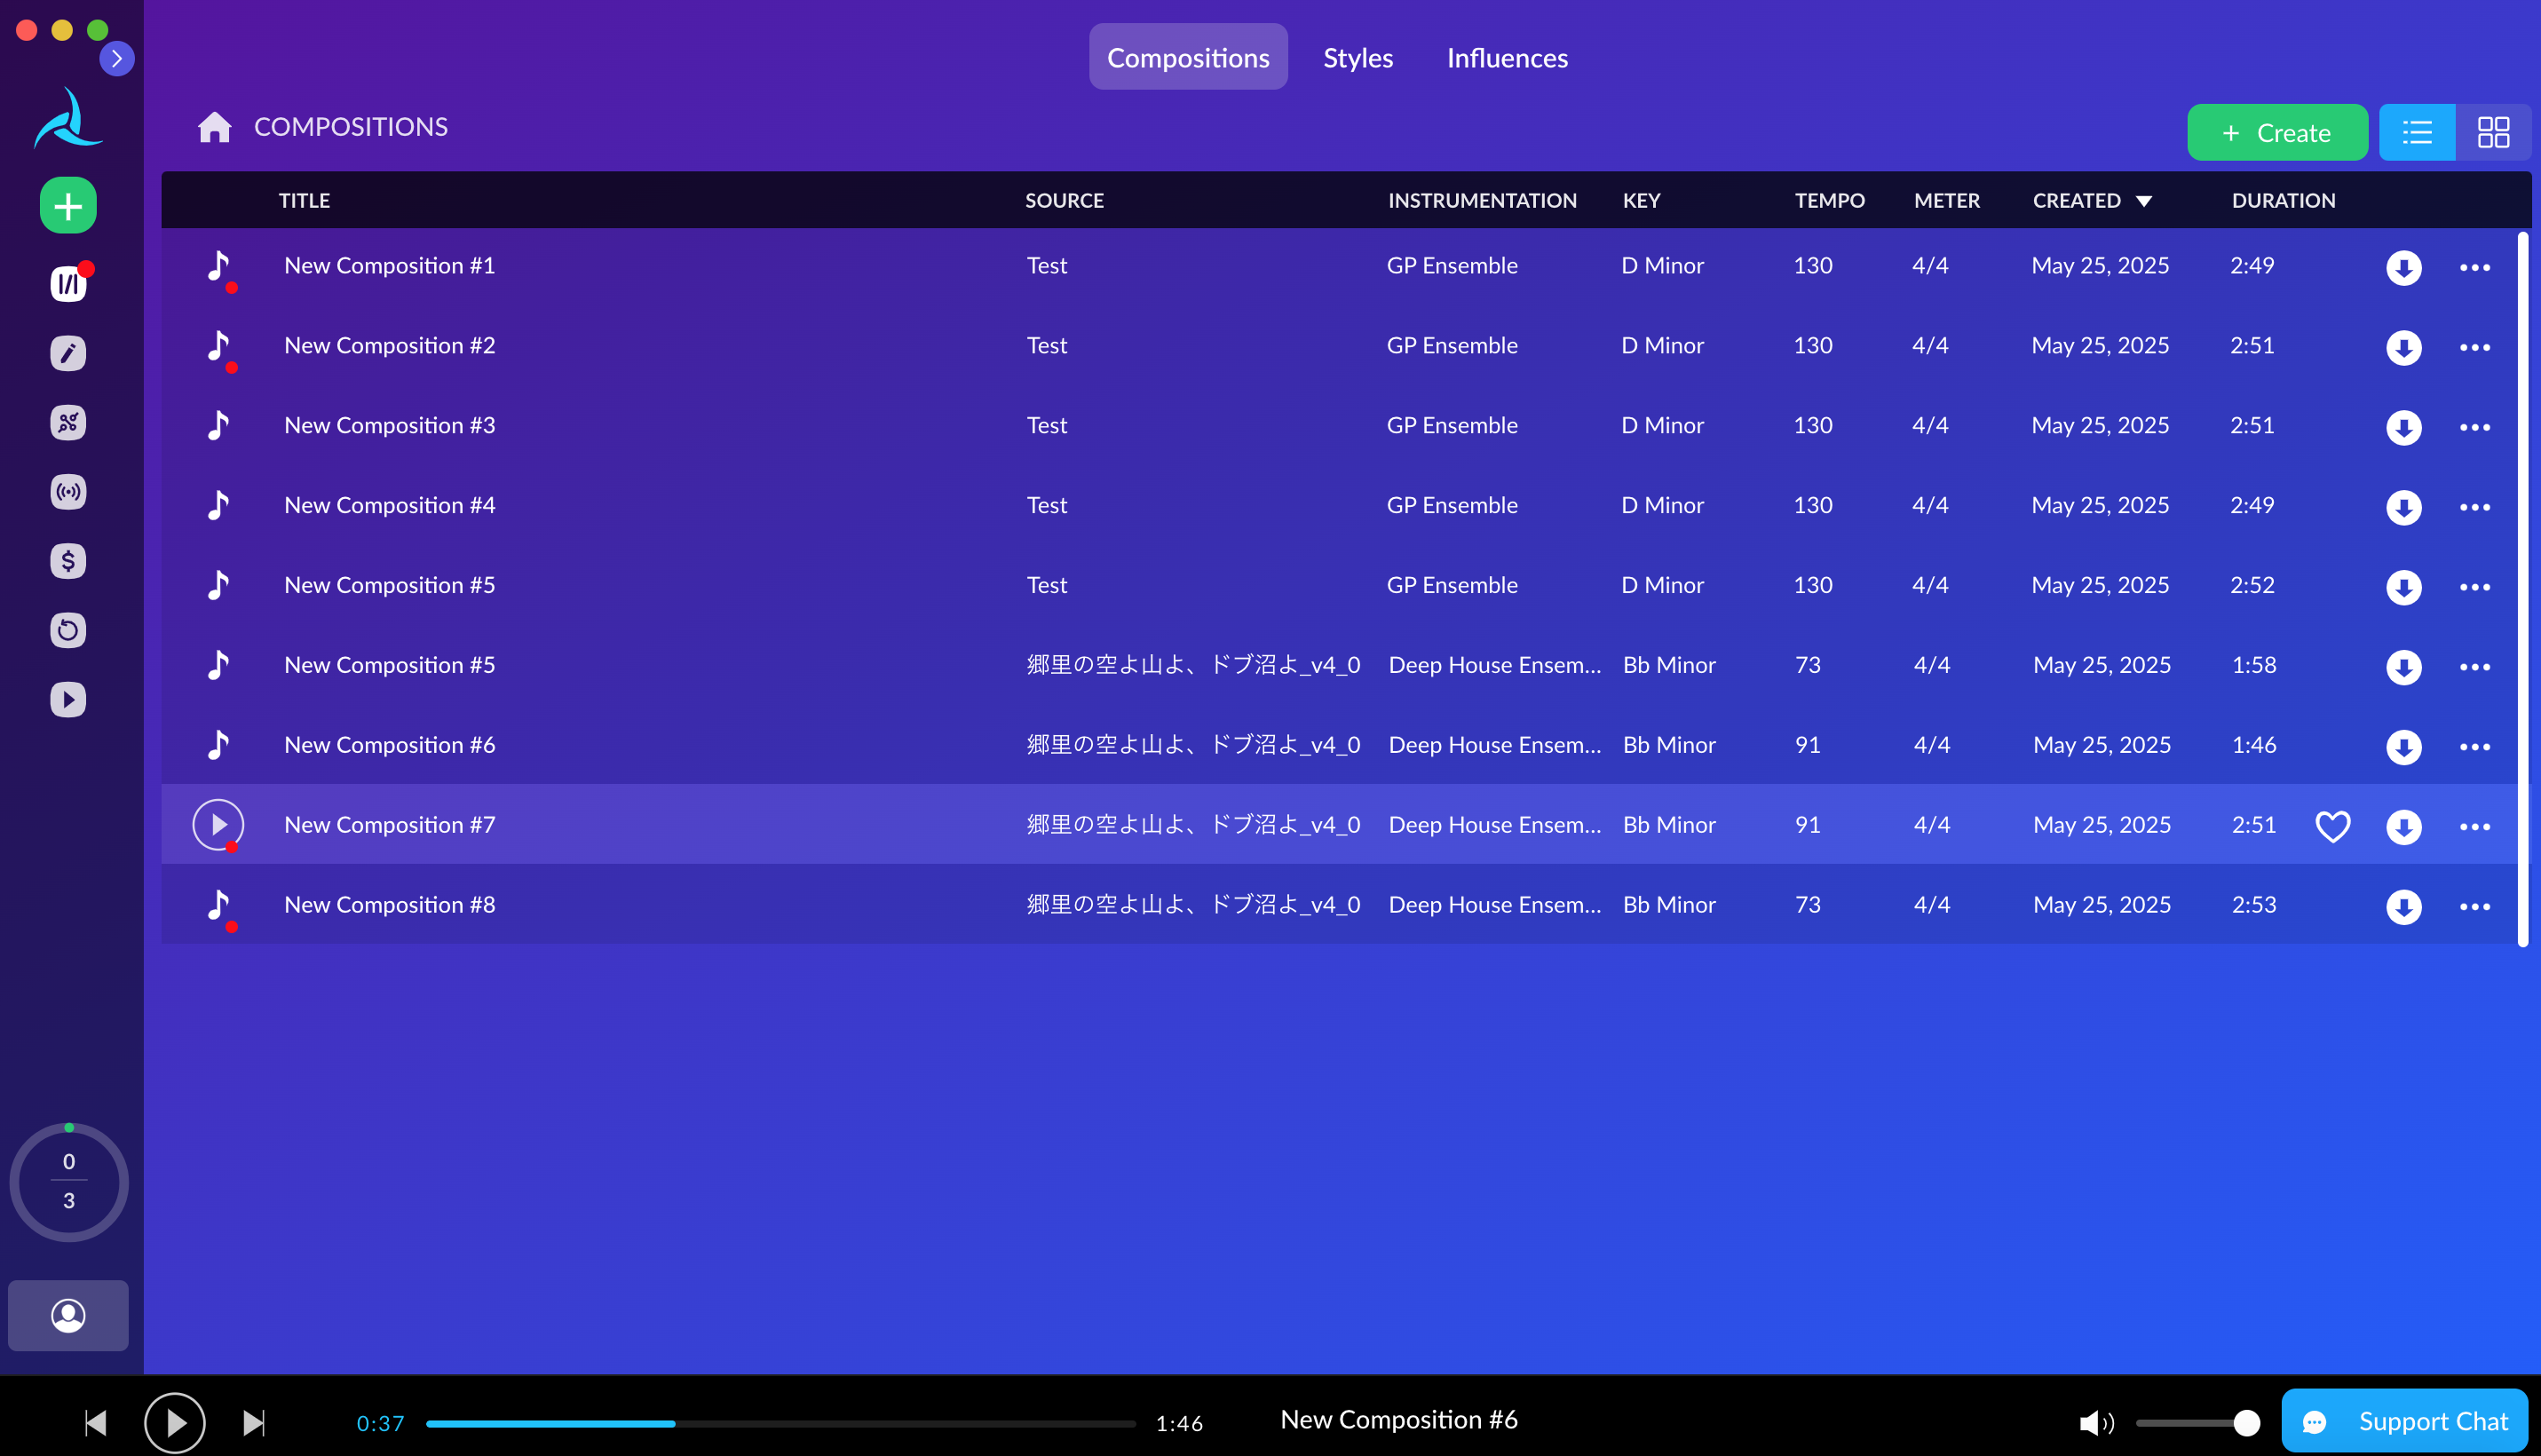 Compositions Styles Influences
COMPOSITIONS
+ Create
TITLE SOURCE INSTRUMENTATION KEY TEMPO METER CREATED DURATION
New Composition #1 Test GP Ensemble D Minor 130 4/4 May 25, 2025 2:49
New Composition #2 Test GP Ensemble D Minor 130 4/4 May 25, 2025 2:51
New Composition #3 Test GP Ensemble D Minor 130 4/4 May 25, 2025 2:51
New Composition #4 Test GP Ensemble D Minor 130 4/4 May 25, 2025 2:49
New Composition #5 Test GP Ensemble D Minor 130 4/4 May 25, 2025 2:52
New Composition #5 郷里の空よ山よ、ドブ沼よ_v4_0 Deep House Ensem... Bb Minor 73 4/4 May 25, 2025 1:58
New Composition #6 郷里の空よ山よ、ドブ沼よ_v4_0 Deep House Ensem... Bb Minor 91 4/4 May 25, 2025 1:46
New Composition #7 郷里の空よ山よ、ドブ沼よ_v4_0 Deep House Ensem... Bb Minor 91 4/4 May 25, 2025 2:51
New Composition #8 郷里の空よ山よ、ドブ沼よ_v4_0 Deep House Ensem... Bb Minor 73 4/4 May 25, 2025 2:53
0
3
0:37 1:46 New Composition #6 Support Chat